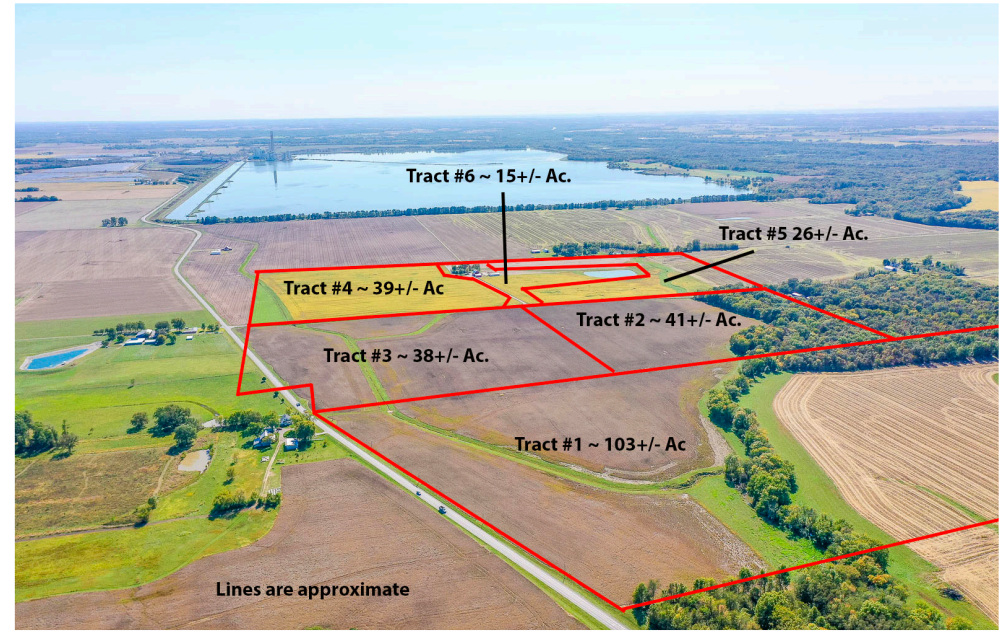 Tract #6 ~ 15+/- Ac.
Tract #5 26+/- Ac.
Tract #4 ~ 39+/- Ac
Tract #2 ~ 41+/- Ac.
Tract #3 ~ 38+/- Ac.
Tract #1 ~ 103+/- Ac
Lines are approximate